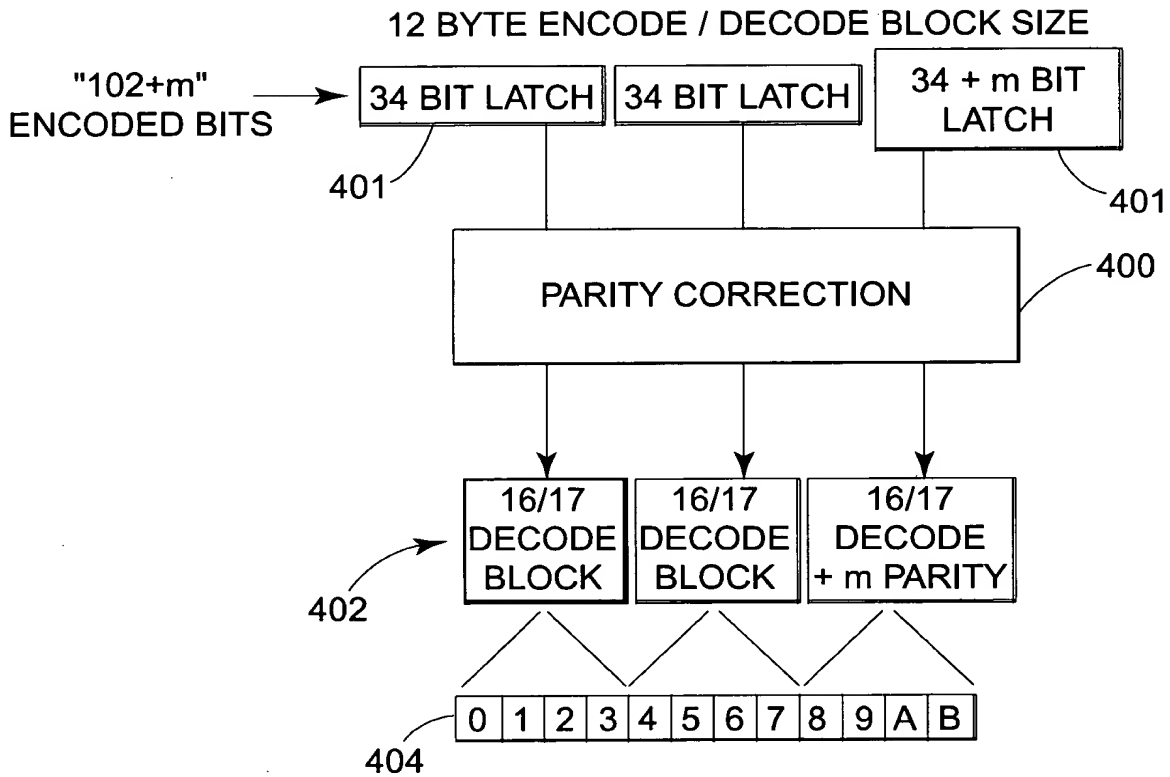 12 BYTE ENCODE / DECODE BLOCK SIZE
"102+m"
ENCODED BITS
34 BIT LATCH
34 BIT LATCH
34 + m BIT
LATCH
401
401
PARITY CORRECTION
400
16/17
DECODE
BLOCK
16/17
DECODE
BLOCK
16/17
DECODE
+ m PARITY
402
0 1 2 3 4 5 6 7 8 9 A B
404